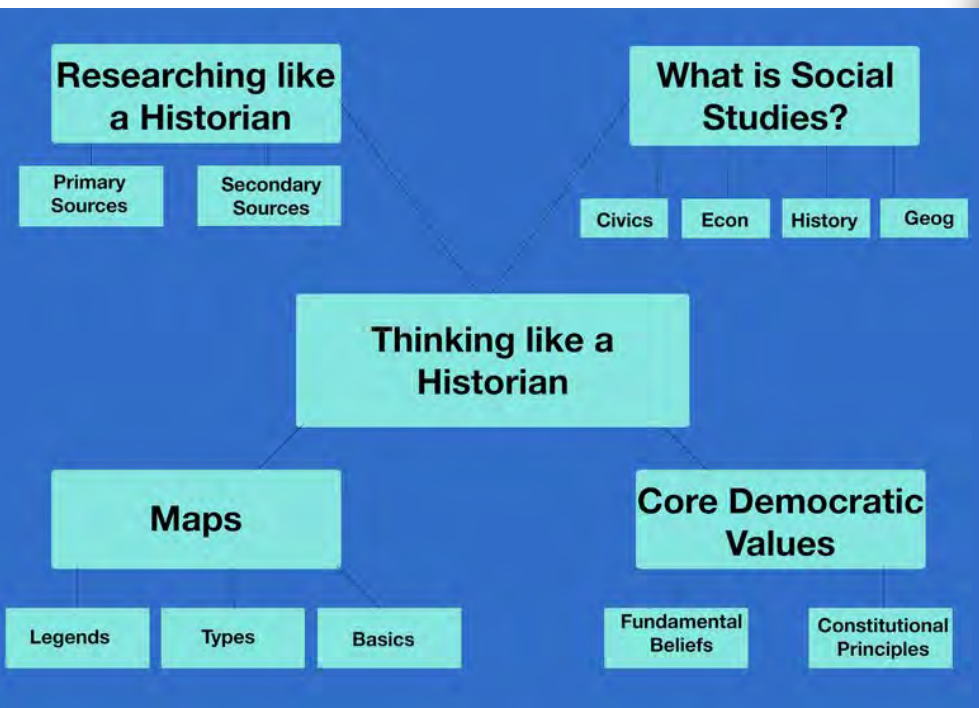 Researching like
a Historian
Primary
Sources
Secondary
Sources
What is Social
Studies?
Civics
Econ
History
Geog
Thinking like a
Historian
Maps
Legends
Types
Basics
Core Democratic
Values
Fundamental
Beliefs
Constitutional
Principles